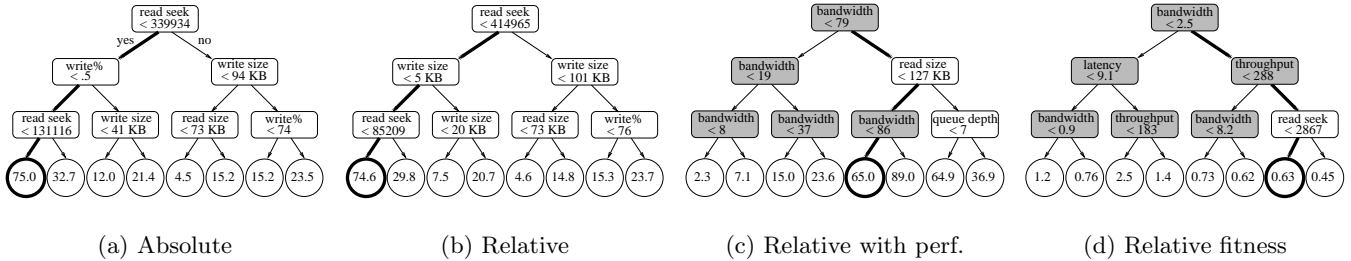 read seek
< 339934
yes
no
write%
< .5
write size
< 94 KB
read seek
< 131116
write size
< 41 KB
read size
< 73 KB
write%
< 74
75.0
32.7
12.0
21.4
4.5
15.2
15.2
23.5
(a) Absolute
read seek
< 414965
write size
< 5 KB
write size
< 101 KB
read seek
< 85209
write size
< 20 KB
read size
< 73 KB
write%
< 76
74.6
29.8
7.5
20.7
4.6
14.8
15.3
23.7
(b) Relative
bandwidth
< 79
bandwidth
< 19
read size
< 127 KB
bandwidth
< 8
bandwidth
< 37
bandwidth
< 86
queue depth
< 7
2.3
7.1
15.0
23.6
65.0
89.0
64.9
36.9
(c) Relative with perf.
bandwidth
< 2.5
latency
< 9.1
throughput
< 288
bandwidth
< 0.9
throughput
< 183
bandwidth
< 8.2
read seek
< 2867
1.2
0.76
2.5
1.4
0.73
0.62
0.63
0.45
(d) Relative fitness